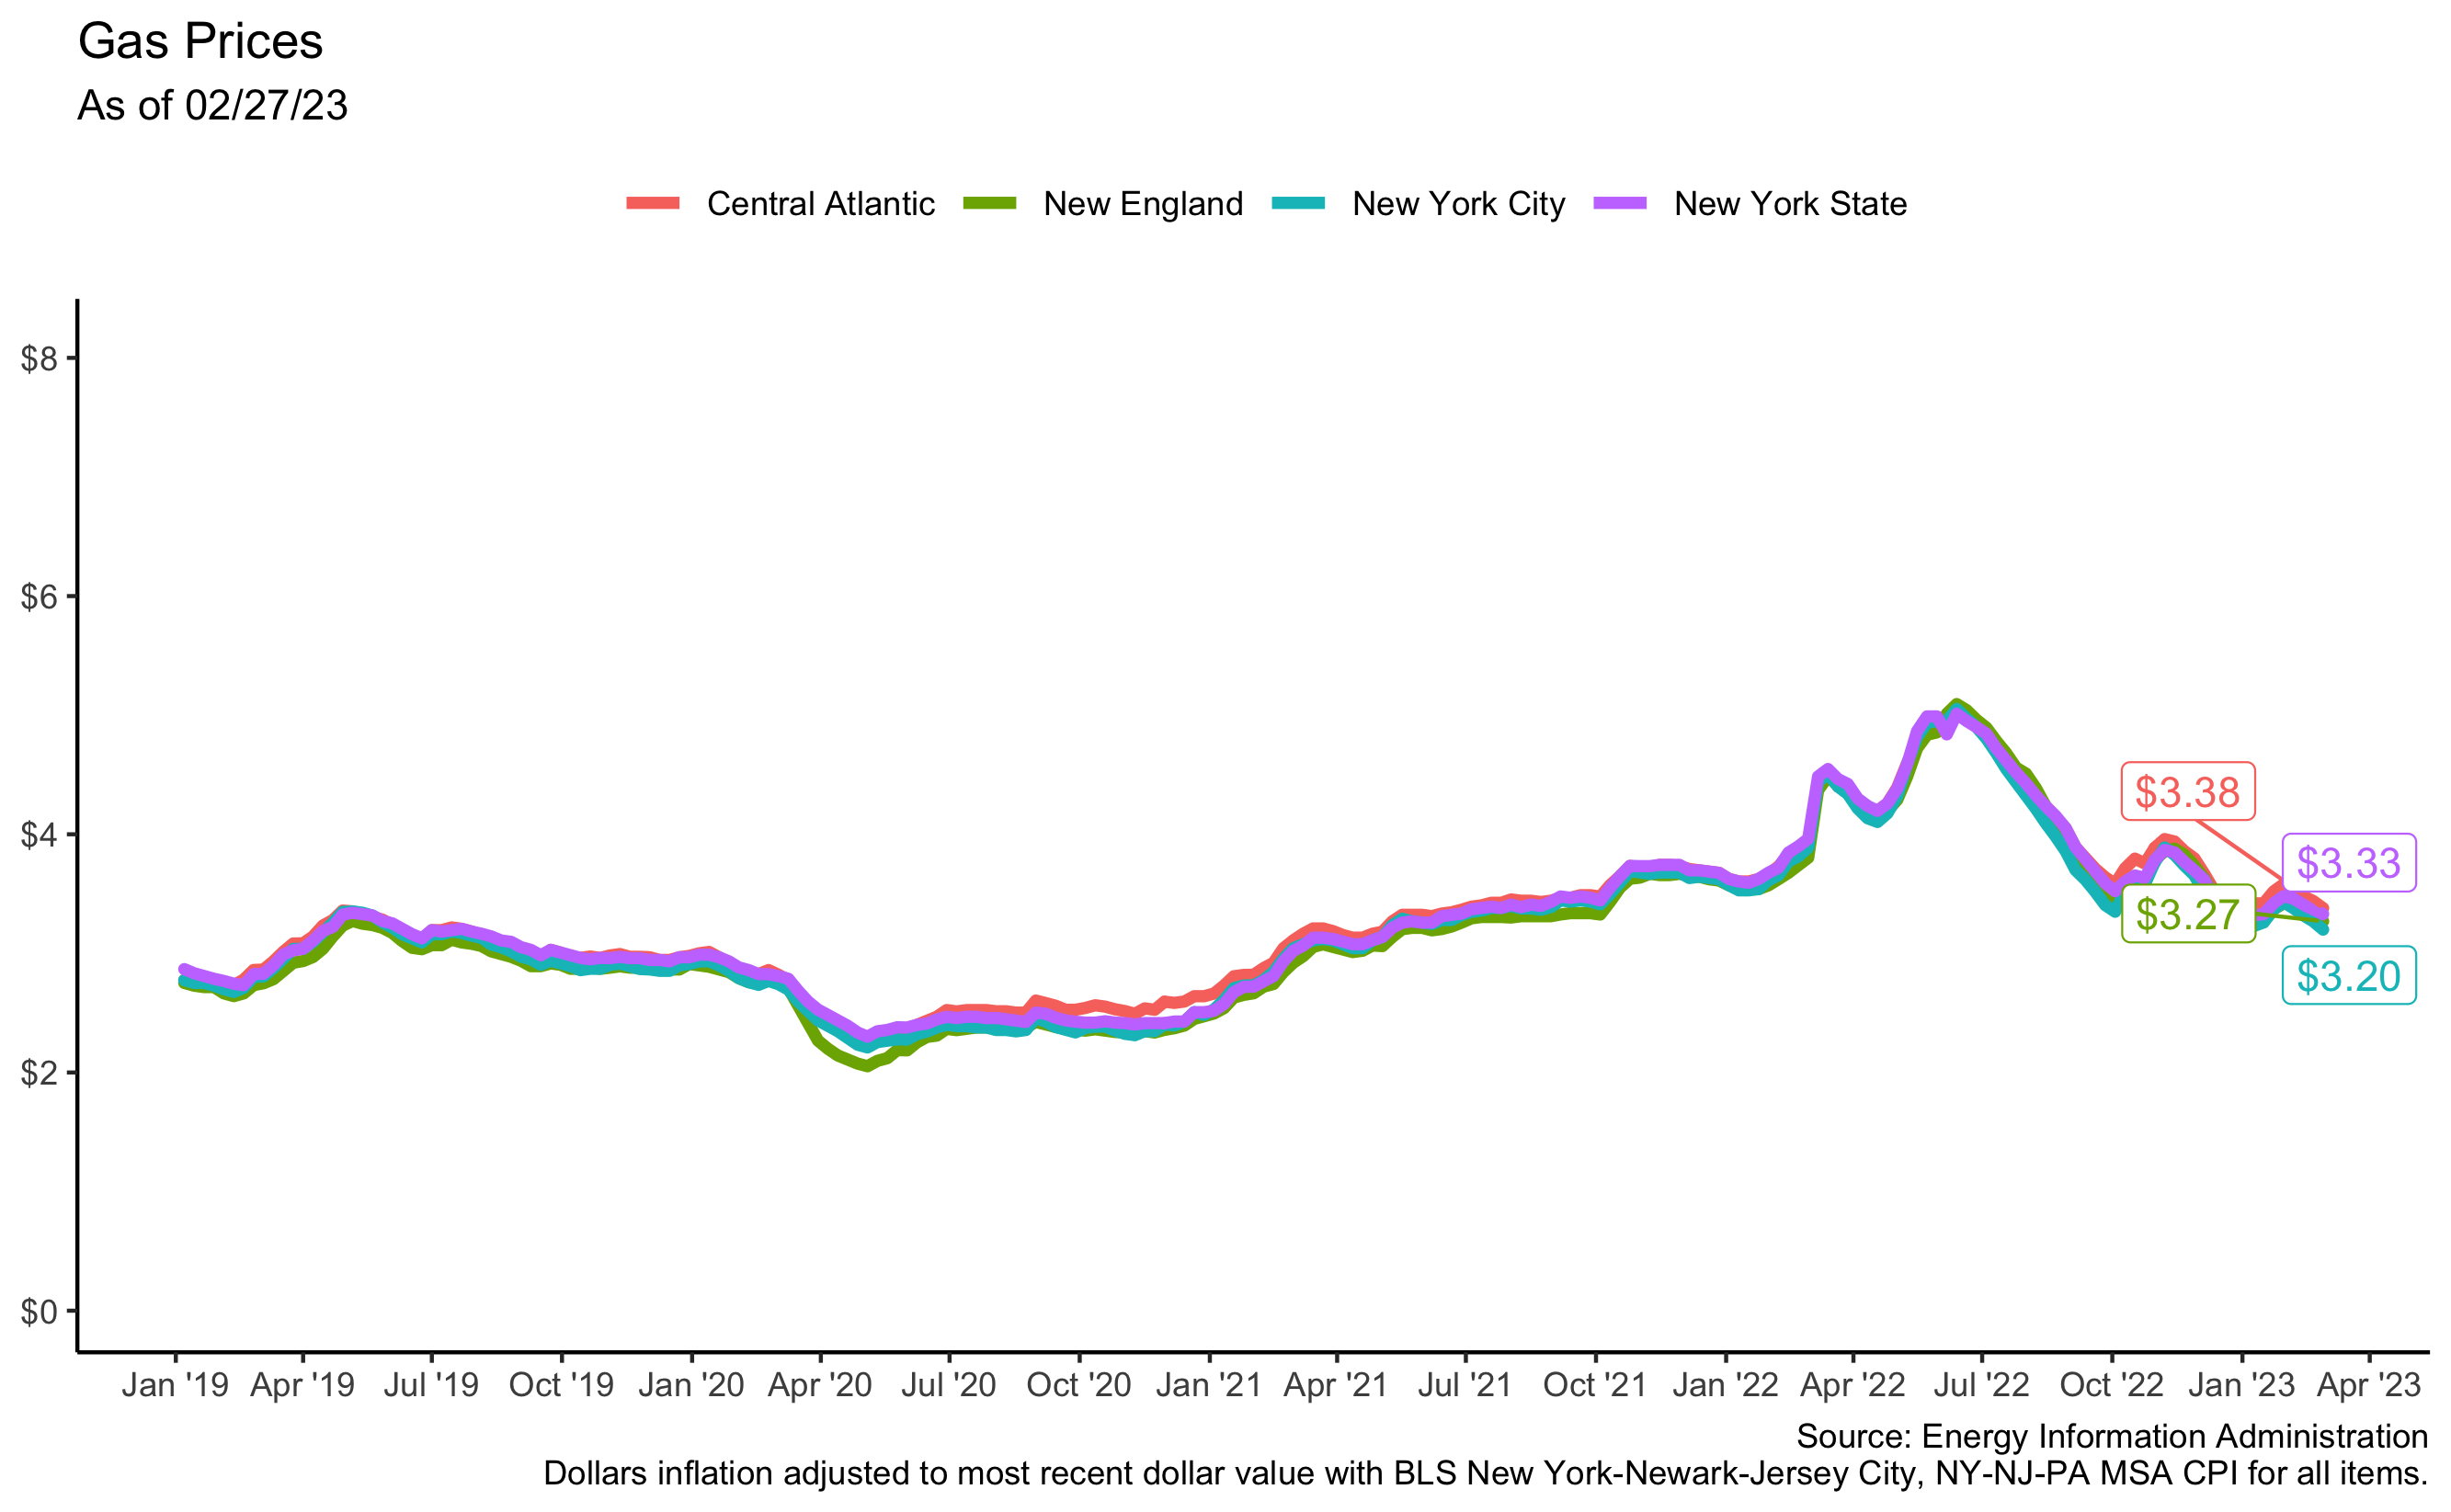 Gas Prices
As of 02/27/23
Central Atlantic New England New York City New York State
$8
$6
$4
$2
$0
$3.38
$3.33
$3.27
$3.20
Jan '19 Apr '19 Jul '19 Oct '19 Jan '20 Apr '20 Jul '20 Oct '20 Jan '21 Apr '21 Jul '21 Oct '21 Jan '22 Apr '22 Jul '22 Oct '22 Jan '23 Apr '23
Source: Energy Information Administration
Dollars inflation adjusted to most recent dollar value with BLS New York-Newark-Jersey City, NY-NJ-PA MSA CPI for all items.